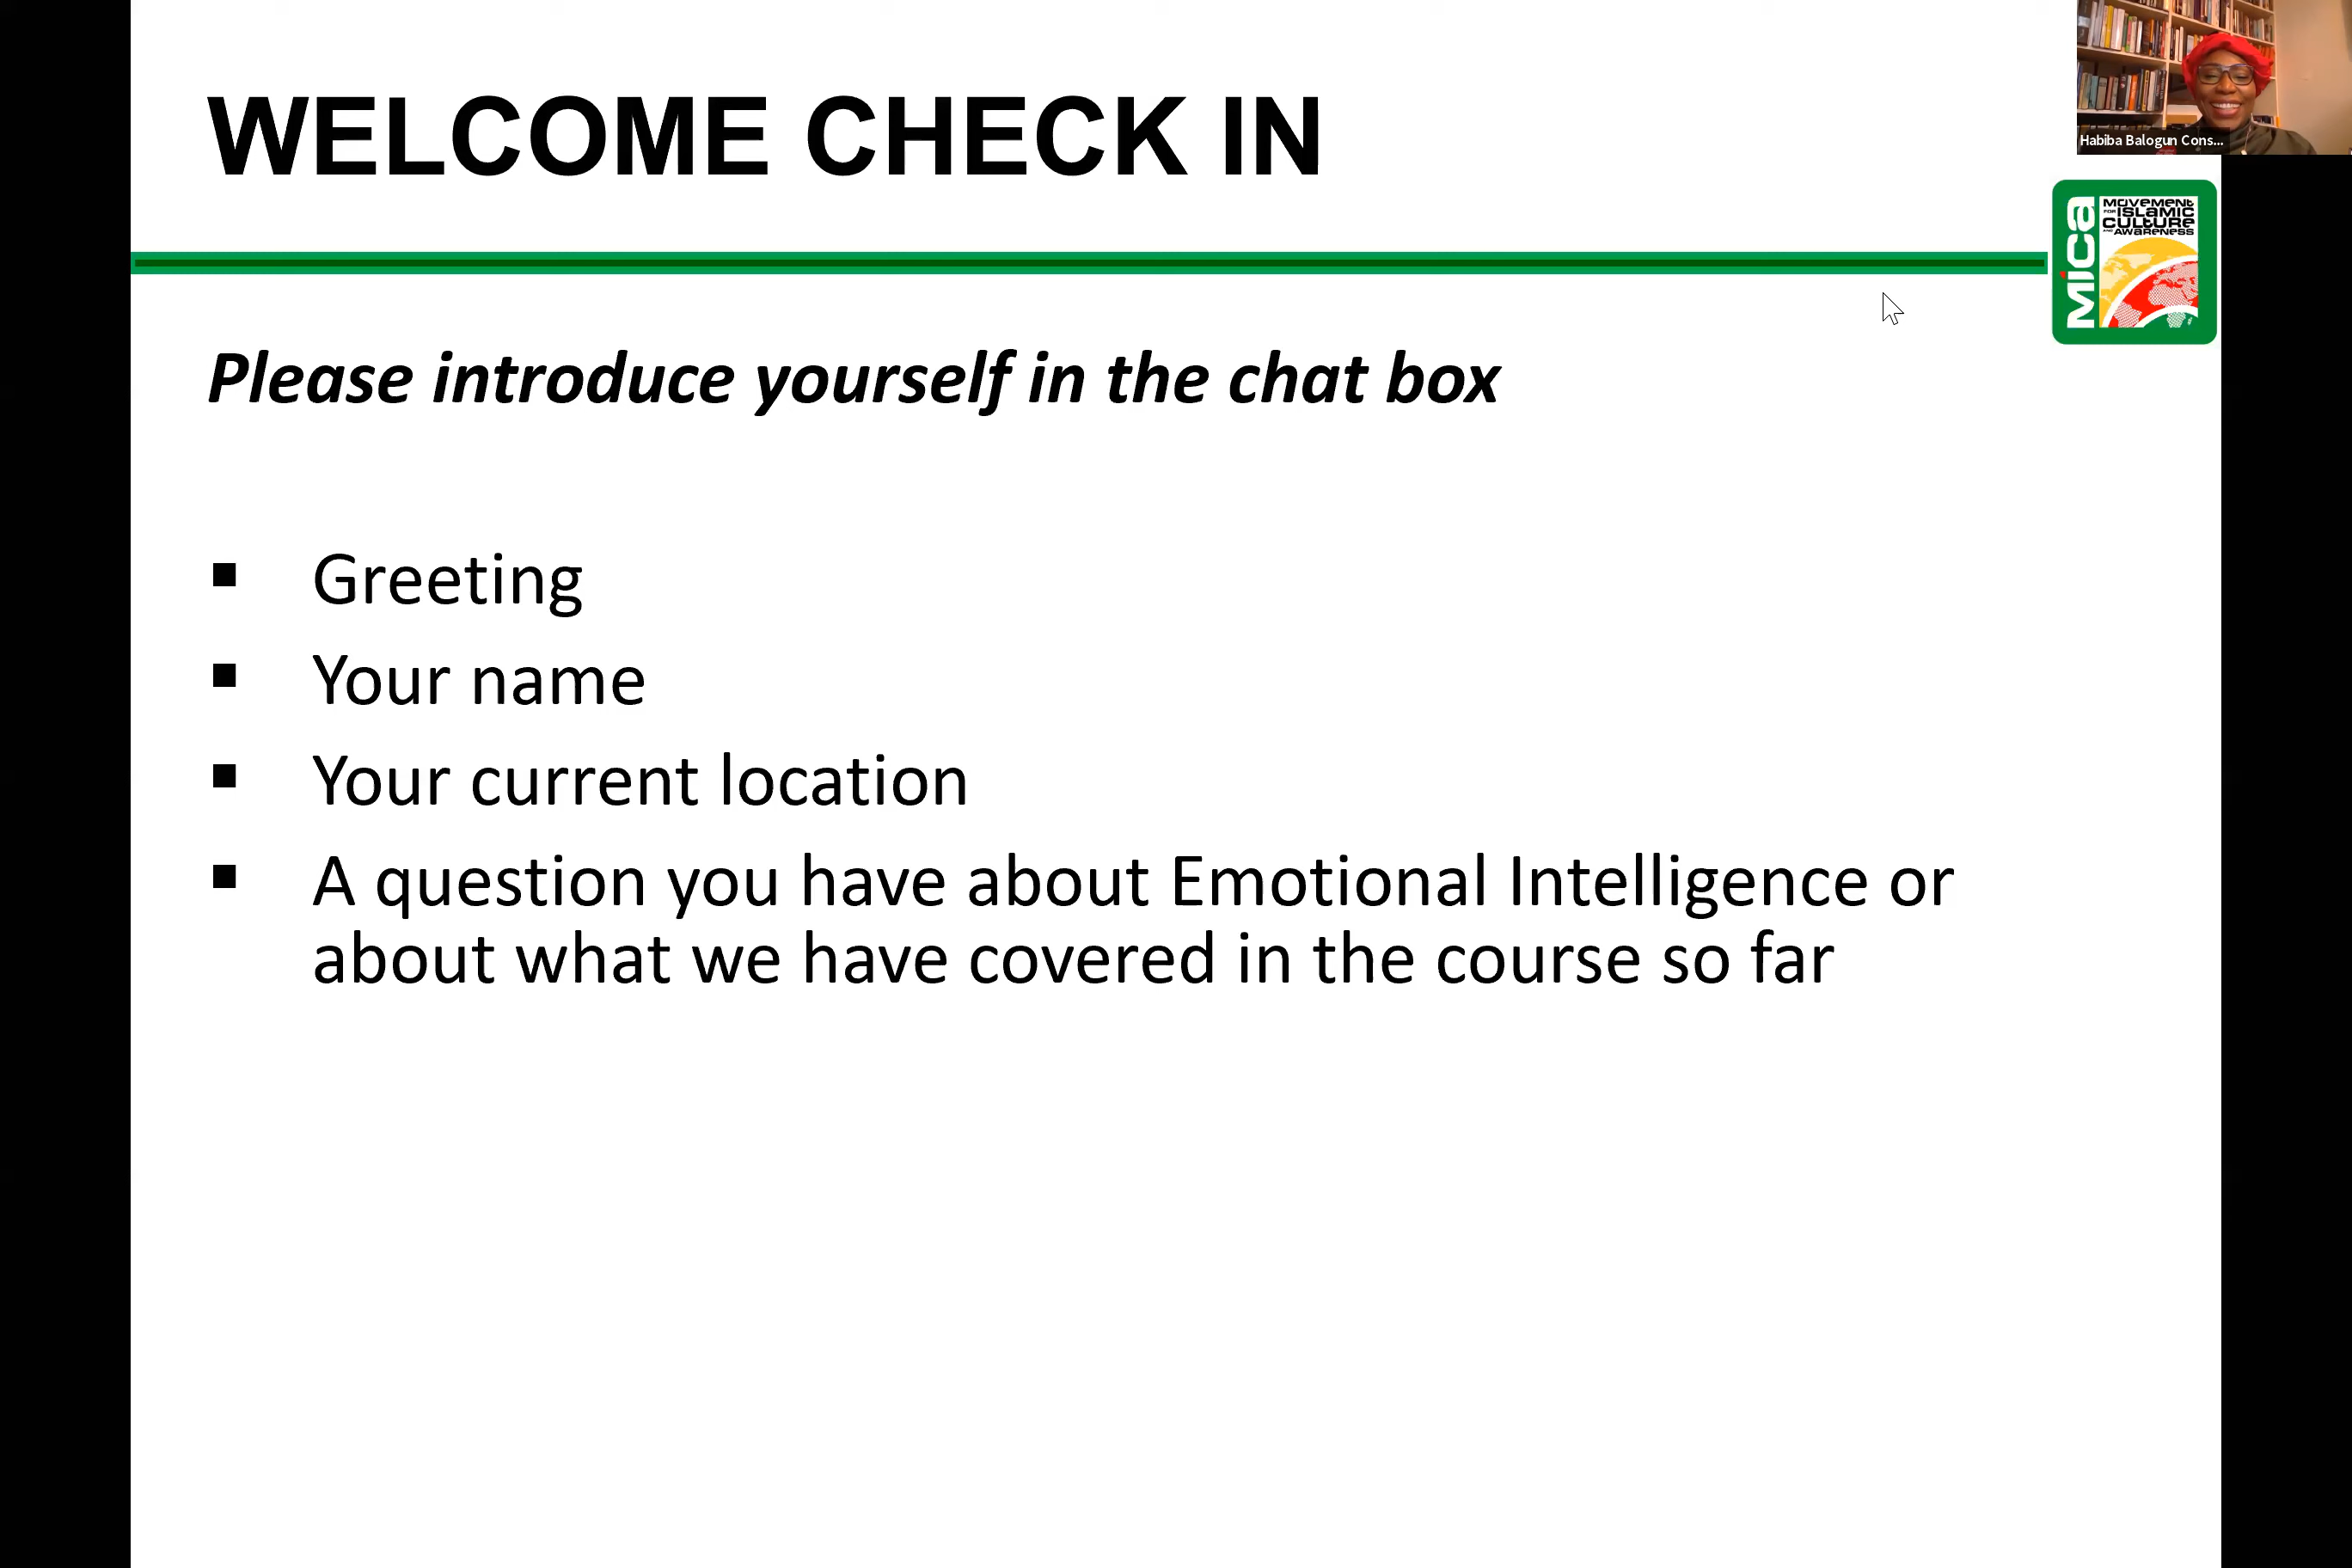 WELCOME CHECK IN
Habiba Balogun Cons...
mica
MOVEMENT
FOR ISLAMIC
CULTURE
AND AWARENESS
Please introduce yourself in the chat box
▪ Greeting
▪ Your name
▪ Your current location
▪ A question you have about Emotional Intelligence or
about what we have covered in the course so far